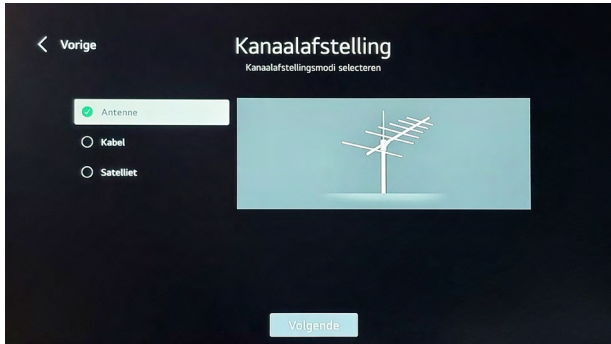 Vorige
Kanaalafstelling
Kanaalafstellingsmodi selecteren
Antenne
Kabel
Satelliet
Volgende